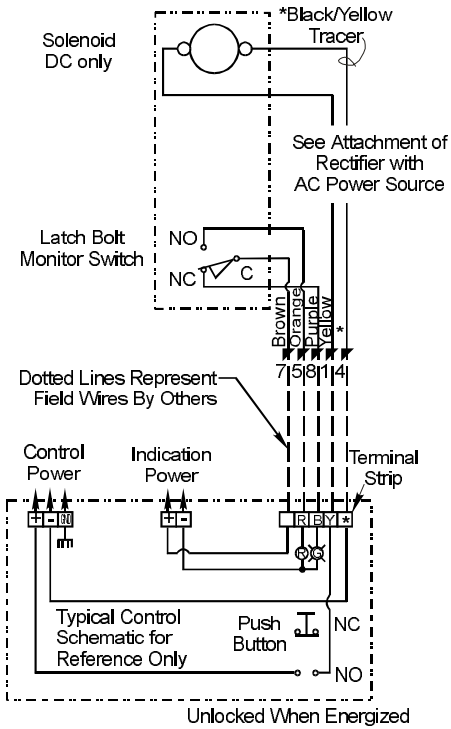 *Black/Yellow
Tracer
Solenoid
DC only
See Attachment of
Rectifier with
AC Power Source
Latch Bolt
Monitor Switch
NO
NC
C
Brown
Orange
Purple
Yellow
*
7 5 8 1 4
Dotted Lines Represent
Field Wires By Others
Control
Power
Indication
Power
Terminal
Strip
+ - GND
+ -
R B Y *
R G
Typical Control
Schematic for
Reference Only
Push
Button
NC
NO
Unlocked When Energized